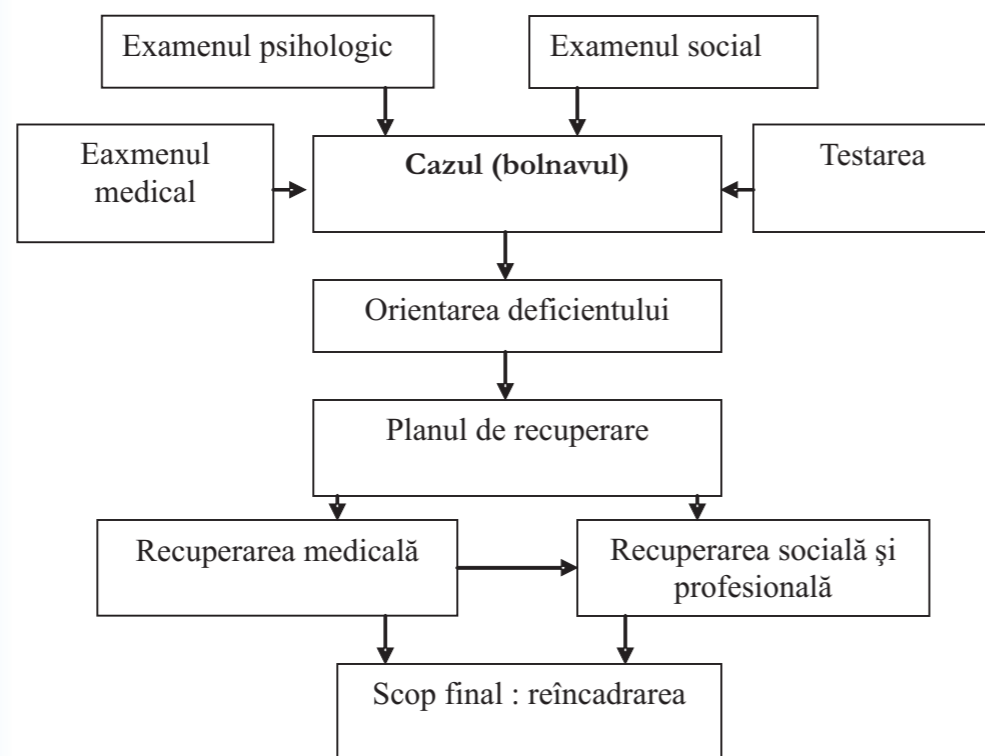 Examenul psihologic
Examenul social
Eaxmenul
medical
Cazul (bolnavul)
Testarea
Orientarea deficientului
Planul de recuperare
Recuperarea medicală
Recuperarea socială şi
profesională
Scop final : reîncadrarea